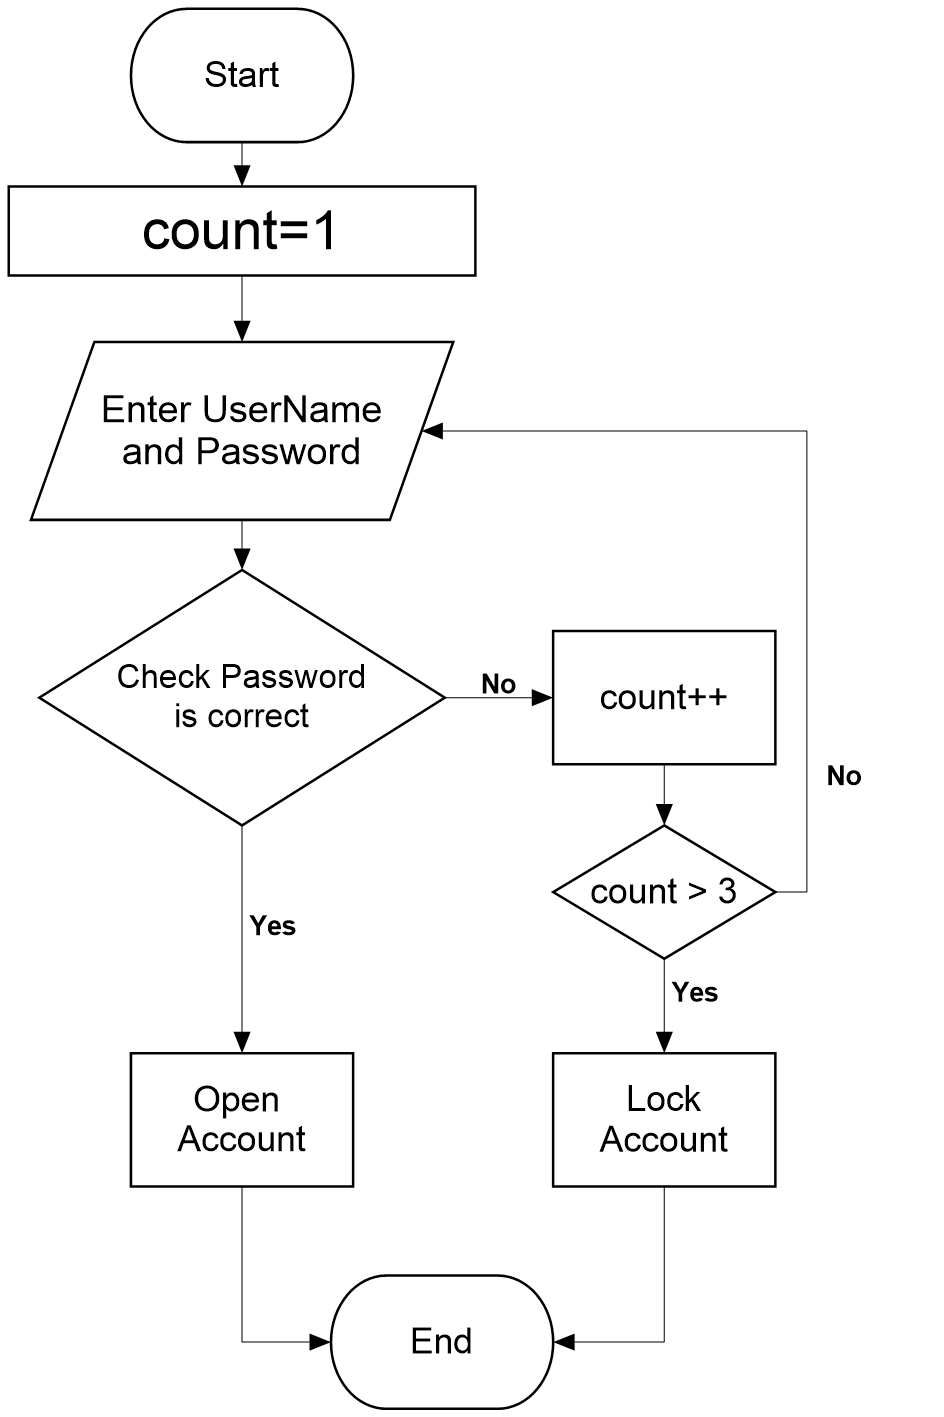 Start
count=1
Enter UserName
and Password
Check Password
is correct
No
count++
No
count > 3
Yes
Yes
Open
Account
Lock
Account
End